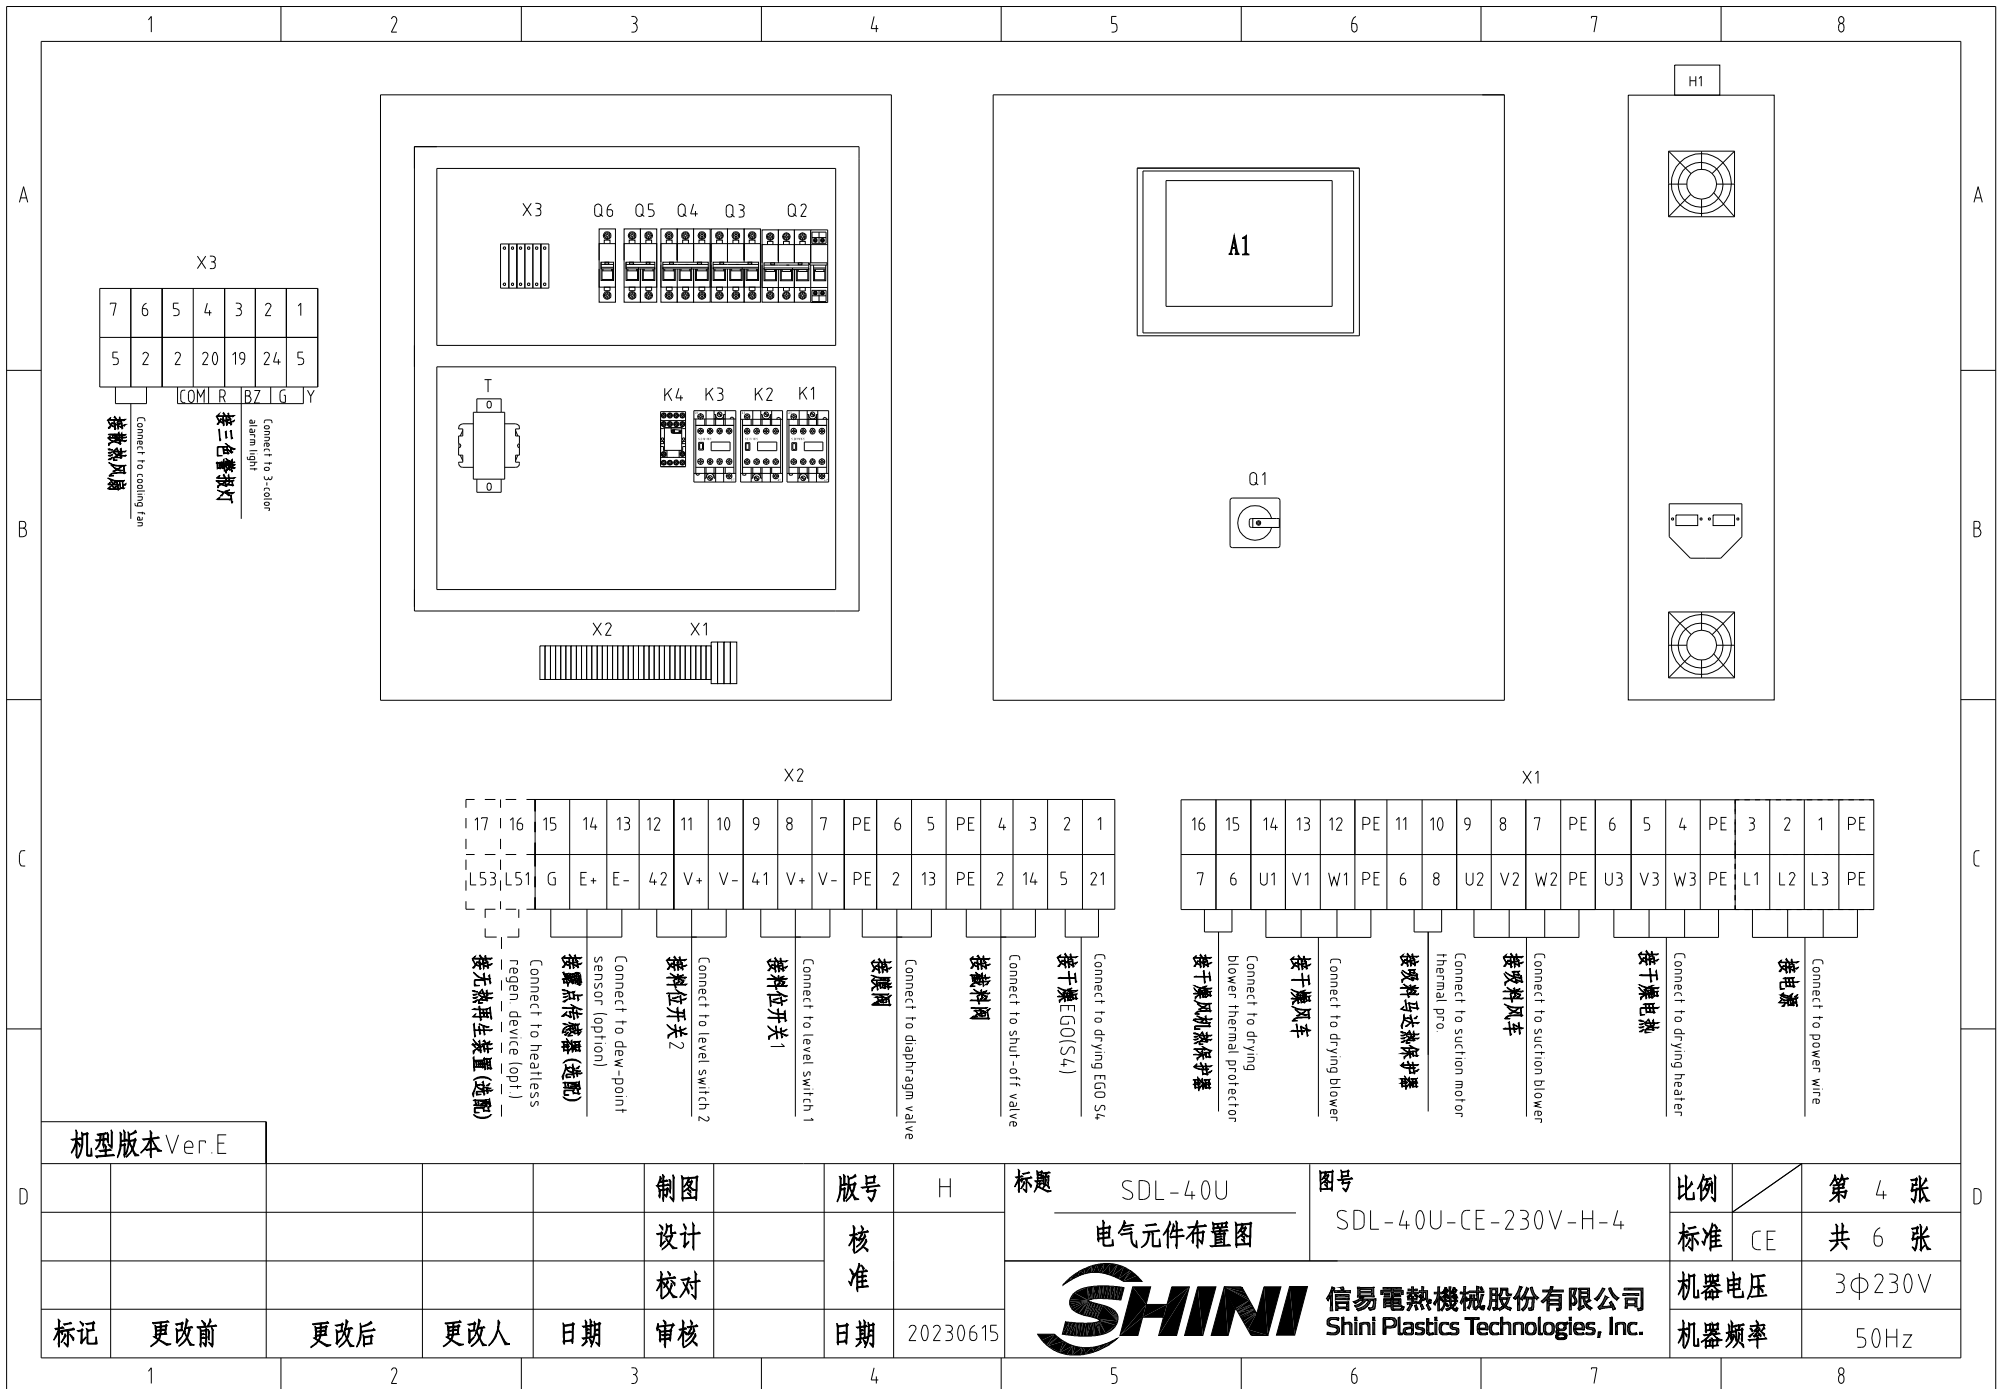 1 2 3 4 5 6 7 8
A
B
C
D
A
B
C
D
H1
X3 Q6 Q5 Q4 Q3 Q2
A1
X3
7 6 5 4 3 2 1
5 2 2 20 19 24 5
COM R BZ G Y
接散热风扇
Connect to cooling fan
接三色警报灯
Connect to 3-color
alarm light
T
K4 K3 K2 K1
Q1
X2 X1
X2
17 16 15 14 13 12 11 10 9 8 7 PE 6 5 PE 4 3 2 1
L53 L51 G E+ E- 42 V+ V- 41 V+ V- PE 2 13 PE 2 14 5 21
接无热再生装置(选配)
Connect to heatless
regen. device (opt.)
接露点传感器(选配)
Connect to dew-point
sensor (option)
接料位开关2
Connect to level switch 2
接料位开关1
Connect to level switch 1
接膜阀
Connect to diaphragm valve
接截料阀
Connect to shut-off valve
接干燥EGO(S4)
Connect to drying EGO S4
X1
16 15 14 13 12 PE 11 10 9 8 7 PE 6 5 4 PE 3 2 1 PE
7 6 U1 V1 W1 PE 6 8 U2 V2 W2 PE U3 V3 W3 PE L1 L2 L3 PE
接干燥风机热保护器
Connect to drying
blower thermal protector
接干燥风车
Connect to drying blower
接吸料马达热保护器
Connect to suction motor
thermal pro.
接吸料风车
Connect to suction blower
接干燥电热
Connect to drying heater
接电源
Connect to power wire
机型版本Ver.E
制图
设计
校对
审核
标记 更改前 更改后 更改人 日期
版号 H
核
准
日期 20230615
标题 SDL-40U
电气元件布置图
图号
SDL-40U-CE-230V-H-4
比例 第 4 张
标准 CE 共 6 张
机器电压 3φ230V
机器频率 50Hz
SHINI
信易電熱機械股份有限公司
Shini Plastics Technologies, Inc.
1 2 3 4 5 6 7 8